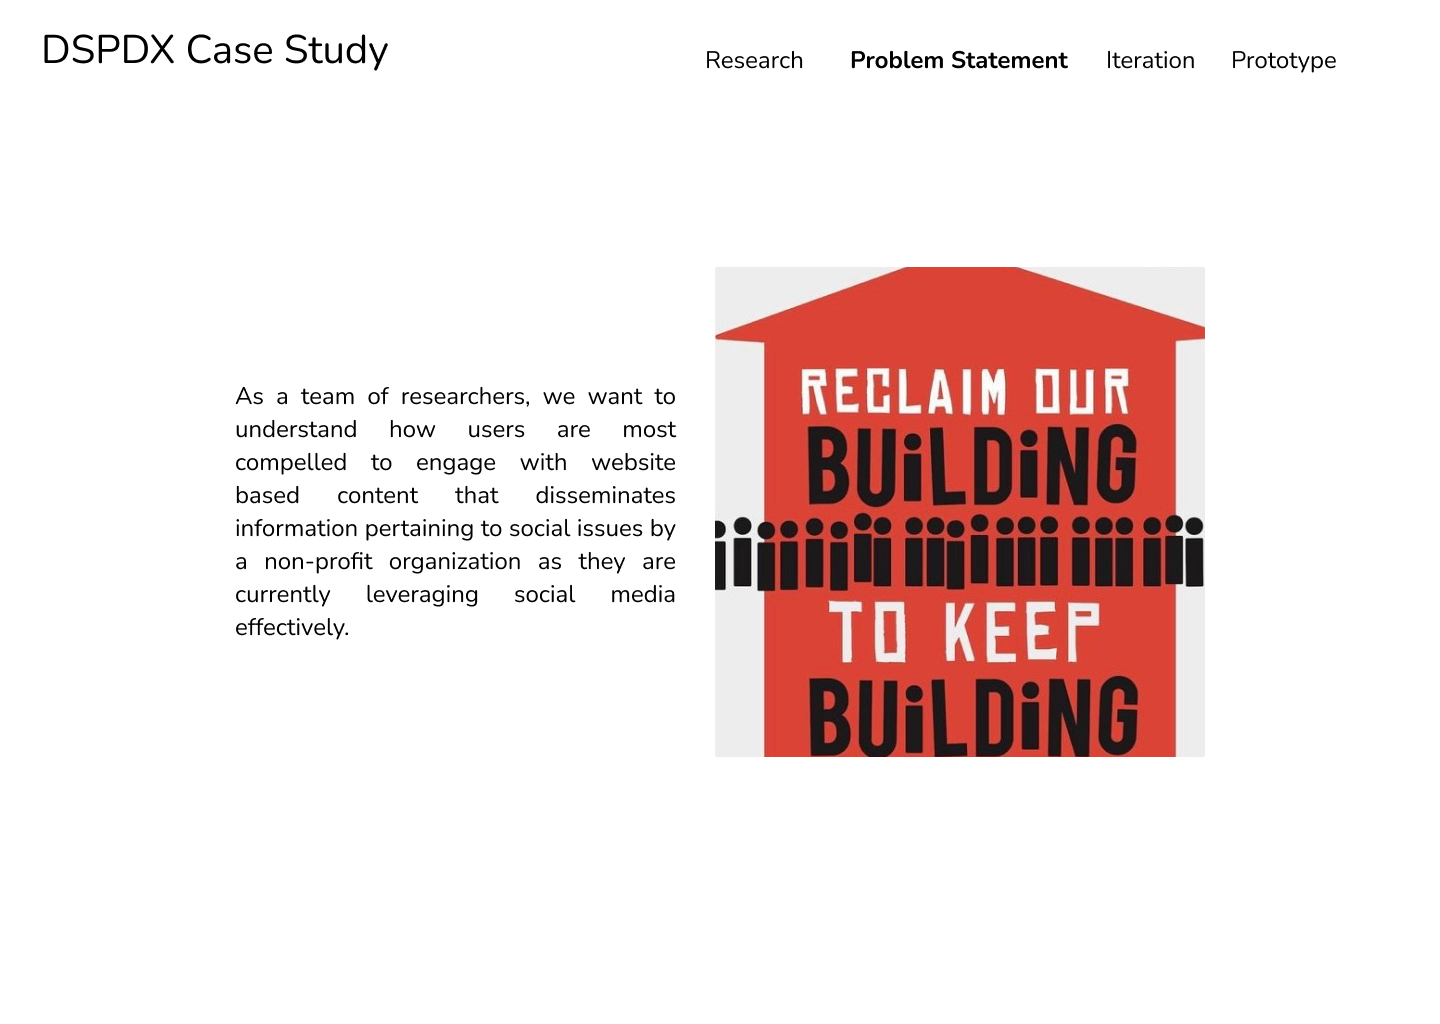 DSPDX Case Study
Research Problem Statement Iteration Prototype
As a team of researchers, we want to
understand how users are most
compelled to engage with website
based content that disseminates
information pertaining to social issues by
a non-profit organization as they are
currently leveraging social media
effectively.
RECLAIM OUR
BUiLDiNG
TO KEEP
BUiLDiNG